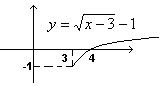 y = √(x − 3) − 1
3 4
-1